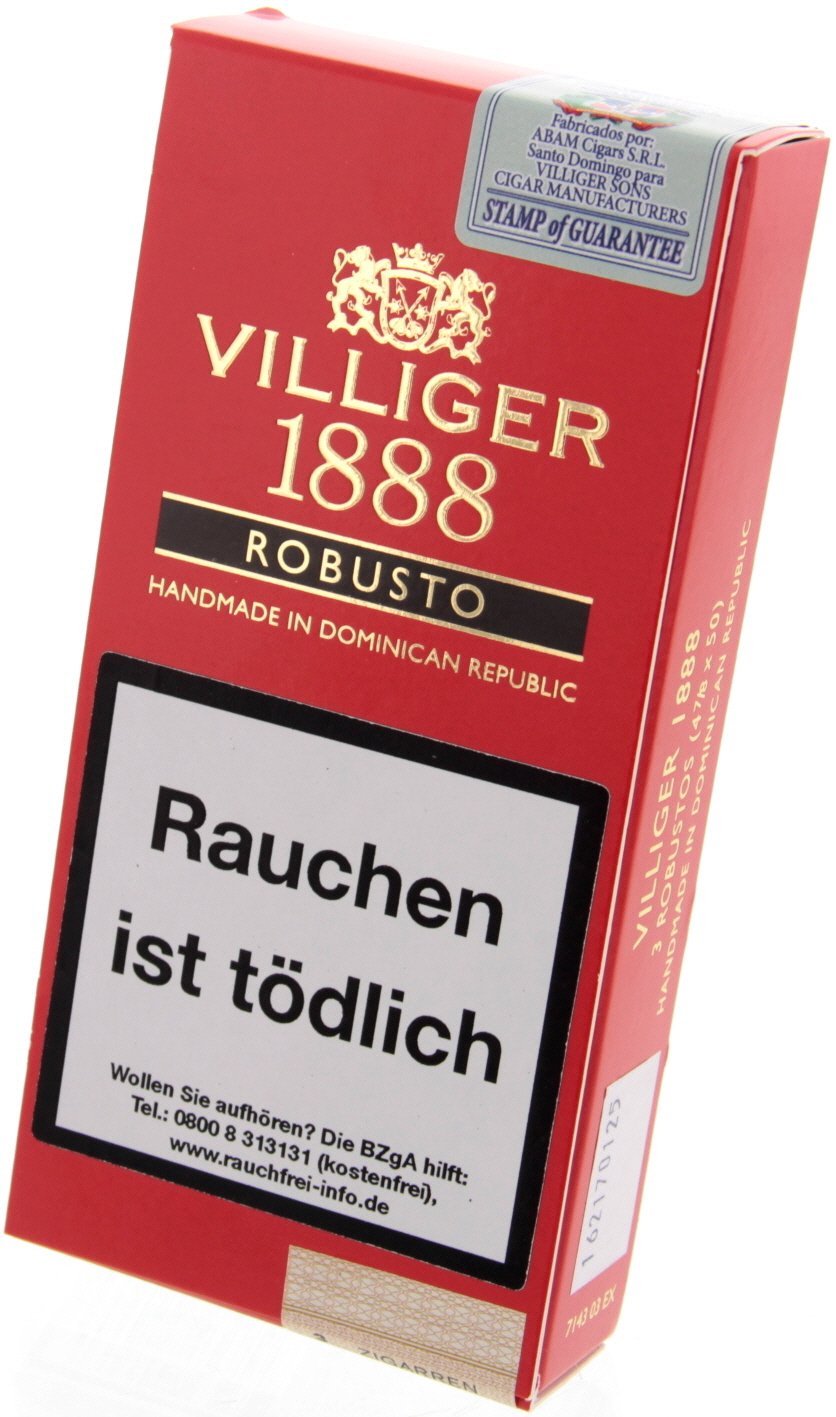 Fabricados por:
ABAM Cigars S.R.L.
Santo Domingo para
VILLIGER SONS
CIGAR MANUFACTURERS
STAMP of GUARANTEE
VILLIGER
1888
ROBUSTO
HANDMADE IN DOMINICAN REPUBLIC
Rauchen
ist tödlich
Wollen Sie aufhören? Die BZgA hilft:
Tel.: 0800 8 313131 (kostenfrei),
www.rauchfrei-info.de
3 ZIGARREN
VILLIGER 1888
3 ROBUSTOS (47/8 x 50)
HANDMADE IN DOMINICAN REPUBLIC
162170125
7143 03 EX